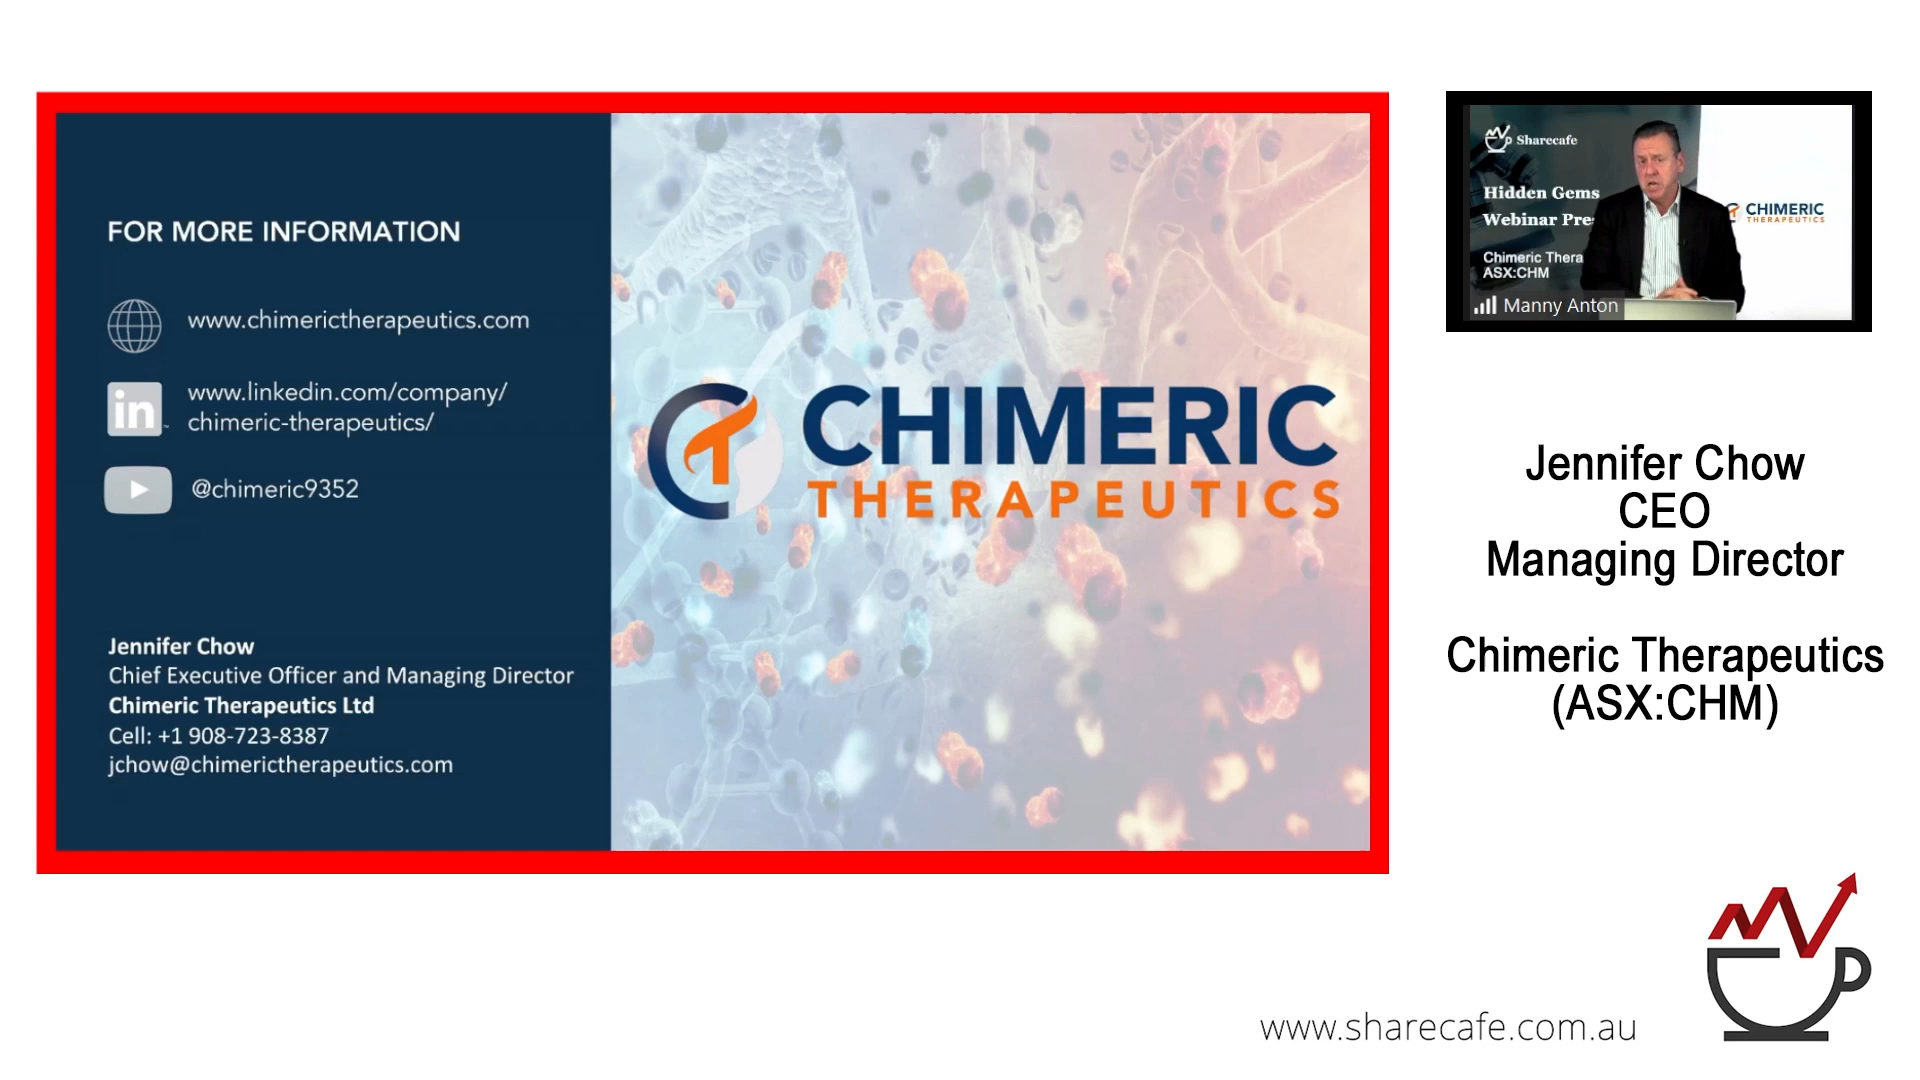 FOR MORE INFORMATION
www.chimerictherapeutics.com
in
www.linkedin.com/company/
chimeric-therapeutics/
@chimeric9352
Jennifer Chow
Chief Executive Officer and Managing Director
Chimeric Therapeutics Ltd
Cell: +1 908-723-8387
jchow@chimerictherapeutics.com
CHIMERIC
THERAPEUTICS
Sharecafe
Hidden Gems
Webinar Pre
Chimeric Thera
ASX:CHM
CHIMERIC
THERAPEUTICS
Manny Anton
Jennifer Chow
CEO
Managing Director
Chimeric Therapeutics
(ASX:CHM)
www.sharecafe.com.au